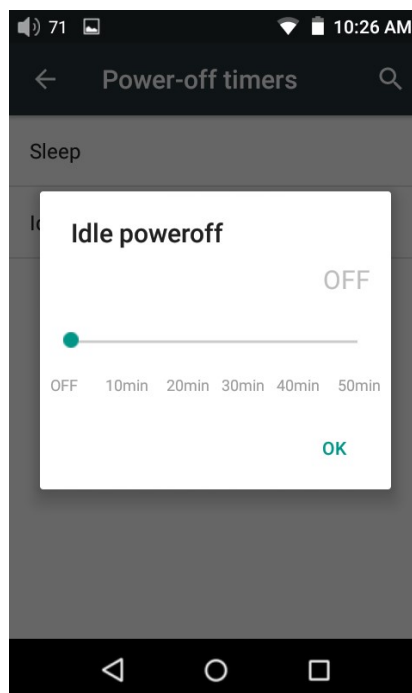 71 10:26 AM
Power-off timers
Sleep
Idle poweroff
OFF
OFF 10min 20min 30min 40min 50min
OK